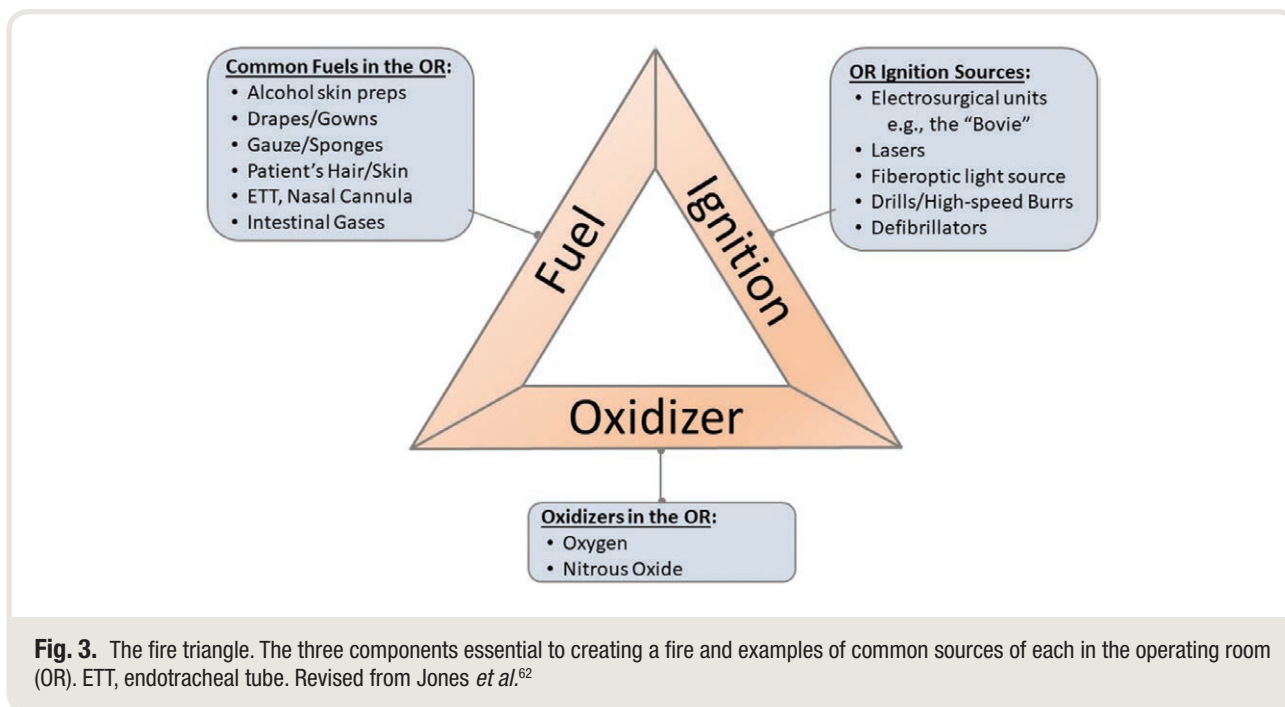 Common Fuels in the OR:
• Alcohol skin preps
• Drapes/Gowns
• Gauze/Sponges
• Patient's Hair/Skin
• ETT, Nasal Cannula
• Intestinal Gases
OR Ignition Sources:
• Electrosurgical units
e.g., the "Bovie"
• Lasers
• Fiberoptic light source
• Drills/High-speed Burrs
• Defibrillators
Fuel
Ignition
Oxidizer
Oxidizers in the OR:
• Oxygen
• Nitrous Oxide
Fig. 3. The fire triangle. The three components essential to creating a fire and examples of common sources of each in the operating room
(OR). ETT, endotracheal tube. Revised from Jones et al.62